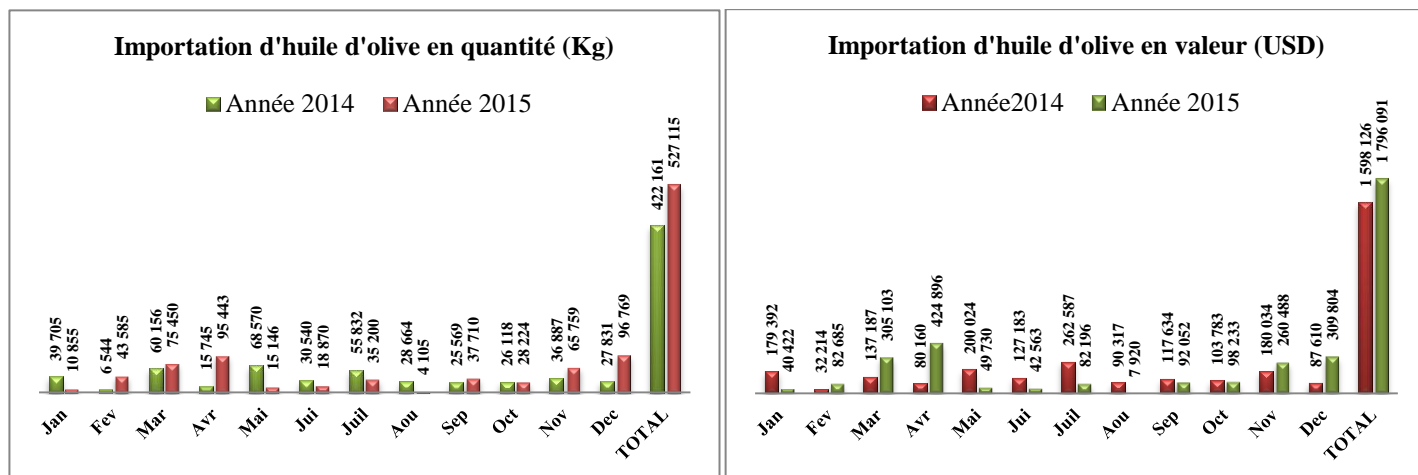 Importation d'huile d'olive en quantité (Kg)
Année 2014 Année 2015
39 705 10 855 6 544 43 585 60 156 75 450 15 745 95 443 68 570 15 146 30 540 18 870 55 832 35 200 28 664 4 105 25 569 37 710 26 118 28 224 36 887 65 759 27 831 96 769 422 161 527 115
Jan Fev Mar Avr Mai Jui Juil Aou Sep Oct Nov Dec TOTAL
Importation d'huile d'olive en valeur (USD)
Année2014 Année 2015
179 392 40 422 32 214 82 685 137 187 305 103 80 160 424 896 200 024 49 730 127 183 42 563 262 587 82 196 90 317 7 920 117 634 92 052 103 783 98 233 180 034 260 488 87 610 309 804 1 598 126 1 796 091
Jan Fev Mar Avr Mai Jui Juil Aou Sep Oct Nov Dec TOTAL